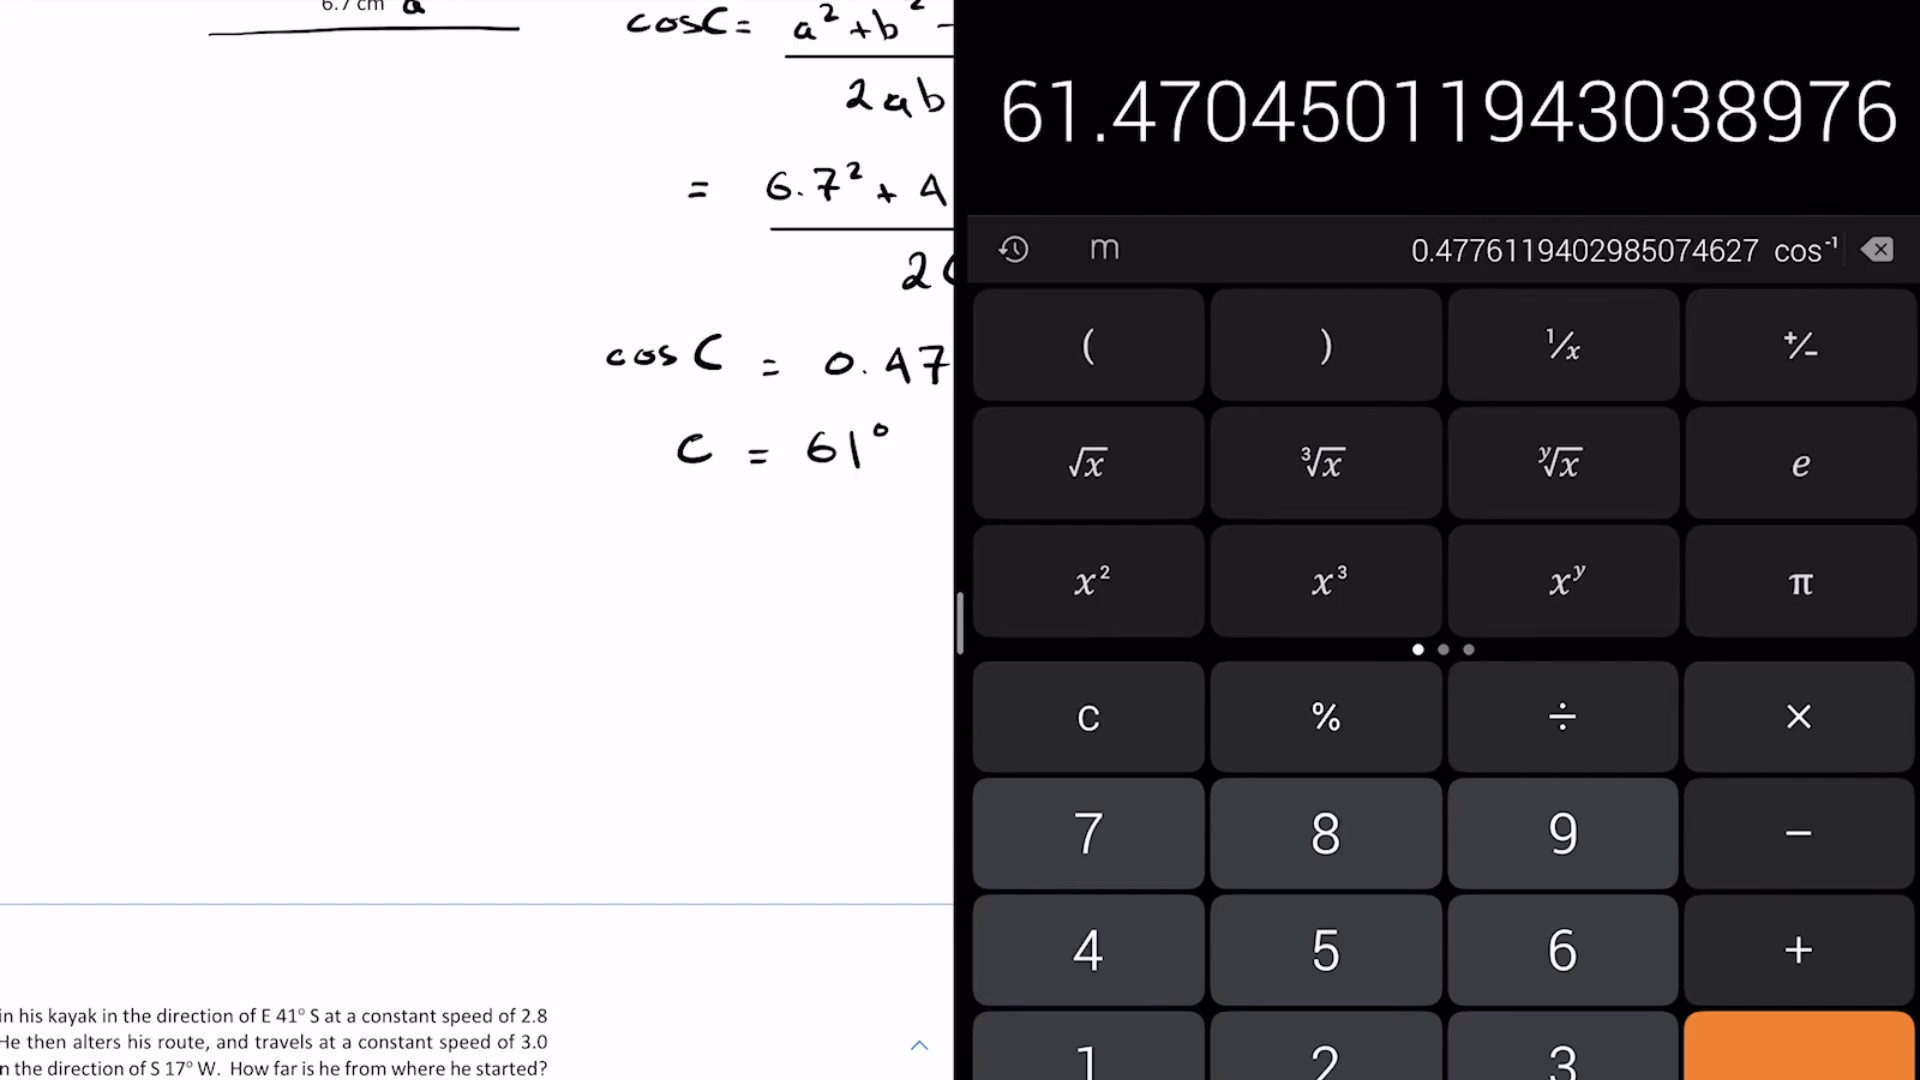 6.7 cm a
cosC = a² + b² -
2ab
= 6.7² + 4
2(
cos C = 0.47
C = 61°
in his kayak in the direction of E 41° S at a constant speed of 2.8
He then alters his route, and travels at a constant speed of 3.0
n the direction of S 17° W. How far is he from where he started?
61.47045011943038976
m 0.4776119402985074627 cos⁻¹
( ) ¹/x +/-
√x ³√x ʸ√x e
x² x³ xʸ π
c % ÷ ×
7 8 9 −
4 5 6 +
1 2 3